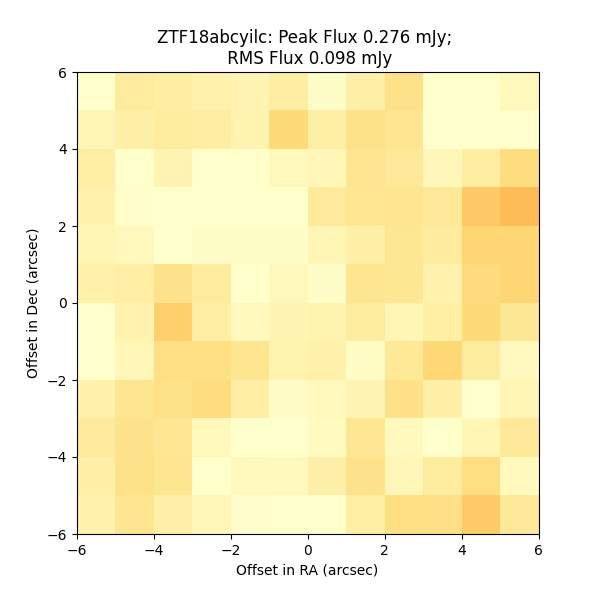 ZTF18abcyilc: Peak Flux 0.276 mJy;
RMS Flux 0.098 mJy
6
4
2
0
−2
−4
−6
Offset in Dec (arcsec)
−6 −4 −2 0 2 4 6
Offset in RA (arcsec)